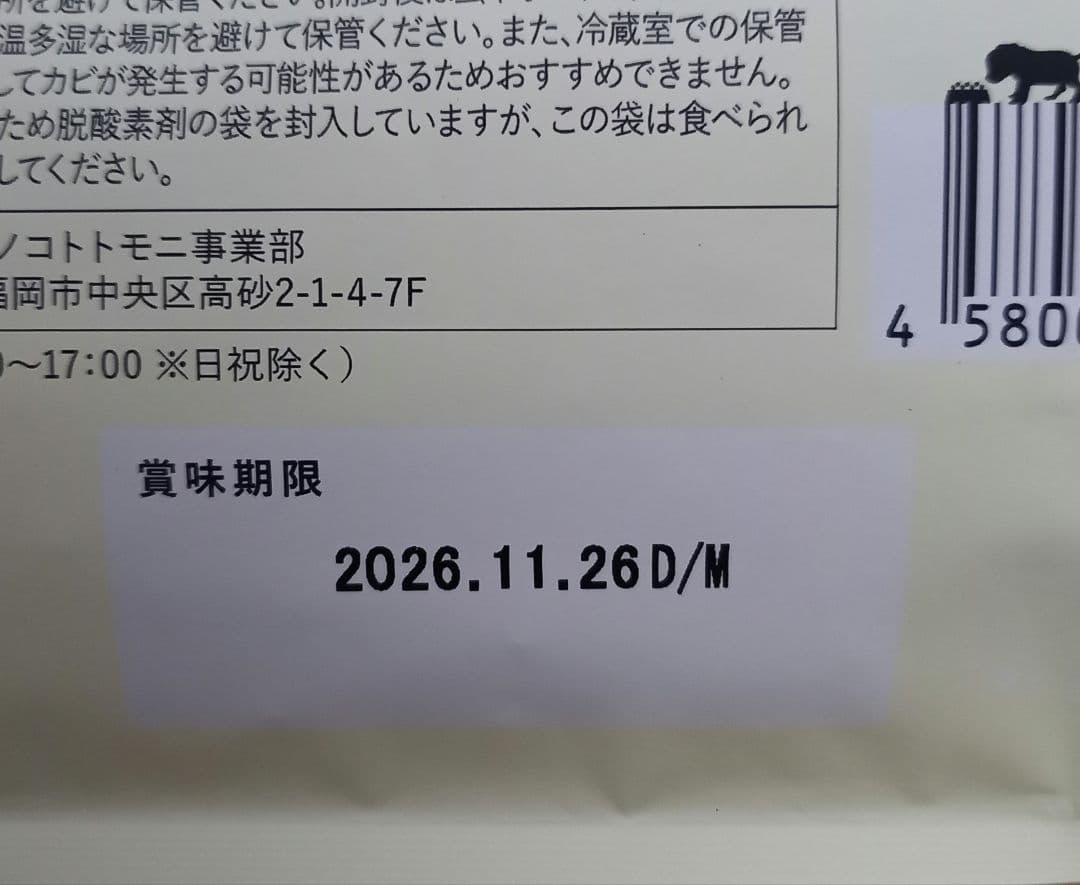 温多湿な場所を避けて保管ください。また、冷蔵室での保管
してカビが発生する可能性があるためおすすめできません。
ため脱酸素剤の袋を封入していますが、この袋は食べられ
してください。
ノコトトモニ事業部
福岡市中央区高砂2-1-4-7F
～17:00 ※日祝除く）
4 580
賞味期限
2026.11.26 D/M